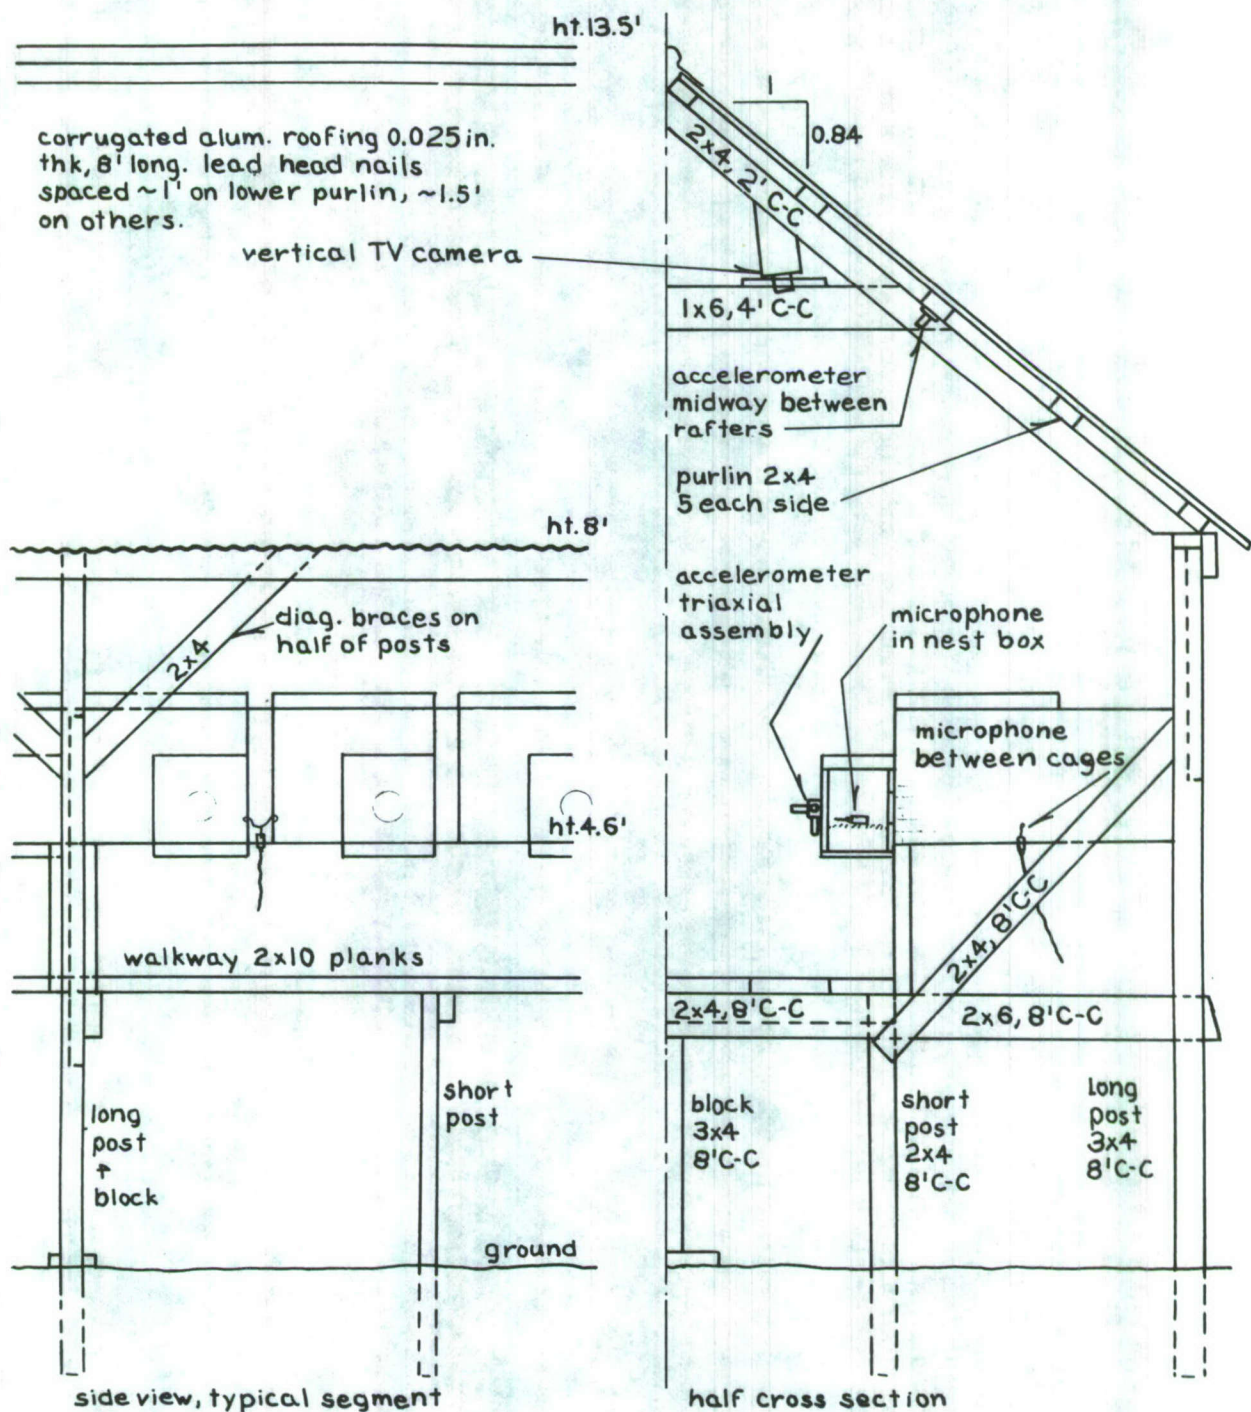 ht.13.5'
corrugated alum. roofing 0.025 in.
thk, 8' long. lead head nails
spaced ~1' on lower purlin, ~1.5'
on others.
vertical TV camera
1
0.84
2x4, 2' C-C
1x6, 4' C-C
accelerometer
midway between
rafters
purlin 2x4
5 each side
ht. 8'
diag. braces on
half of posts
2x4
accelerometer
triaxial
assembly
microphone
in nest box
microphone
between cages
ht. 4.6'
walkway 2x10 planks
2x4, 8'C-C
2x4, 8'C-C
2x6, 8'C-C
long
post
+
block
short
post
block
3x4
8'C-C
short
post
2x4
8'C-C
long
post
3x4
8'C-C
ground
side view, typical segment
half cross section